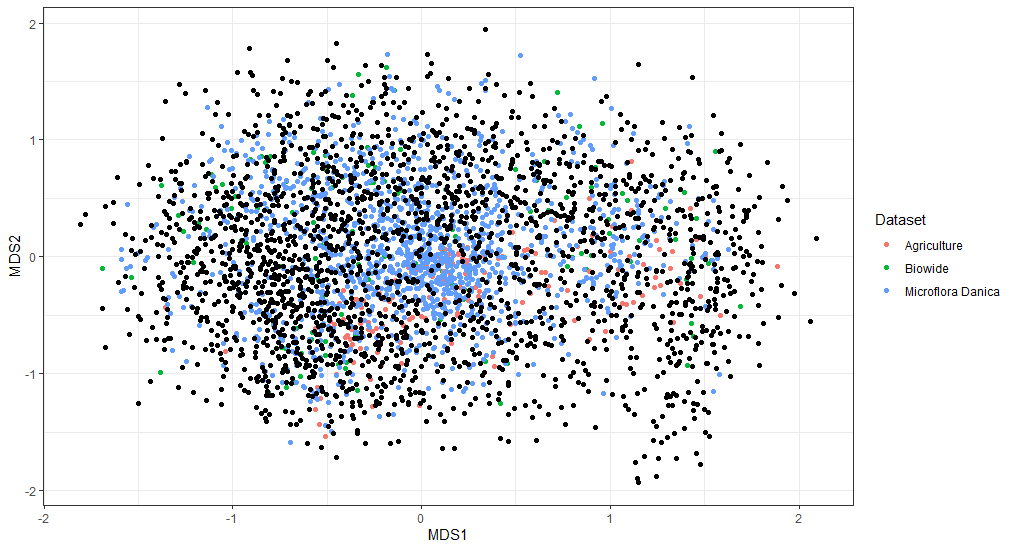 2
1
0
-1
-2
MDS2
-2
-1
0
1
2
MDS1
Dataset
Agriculture
Biowide
Microflora Danica